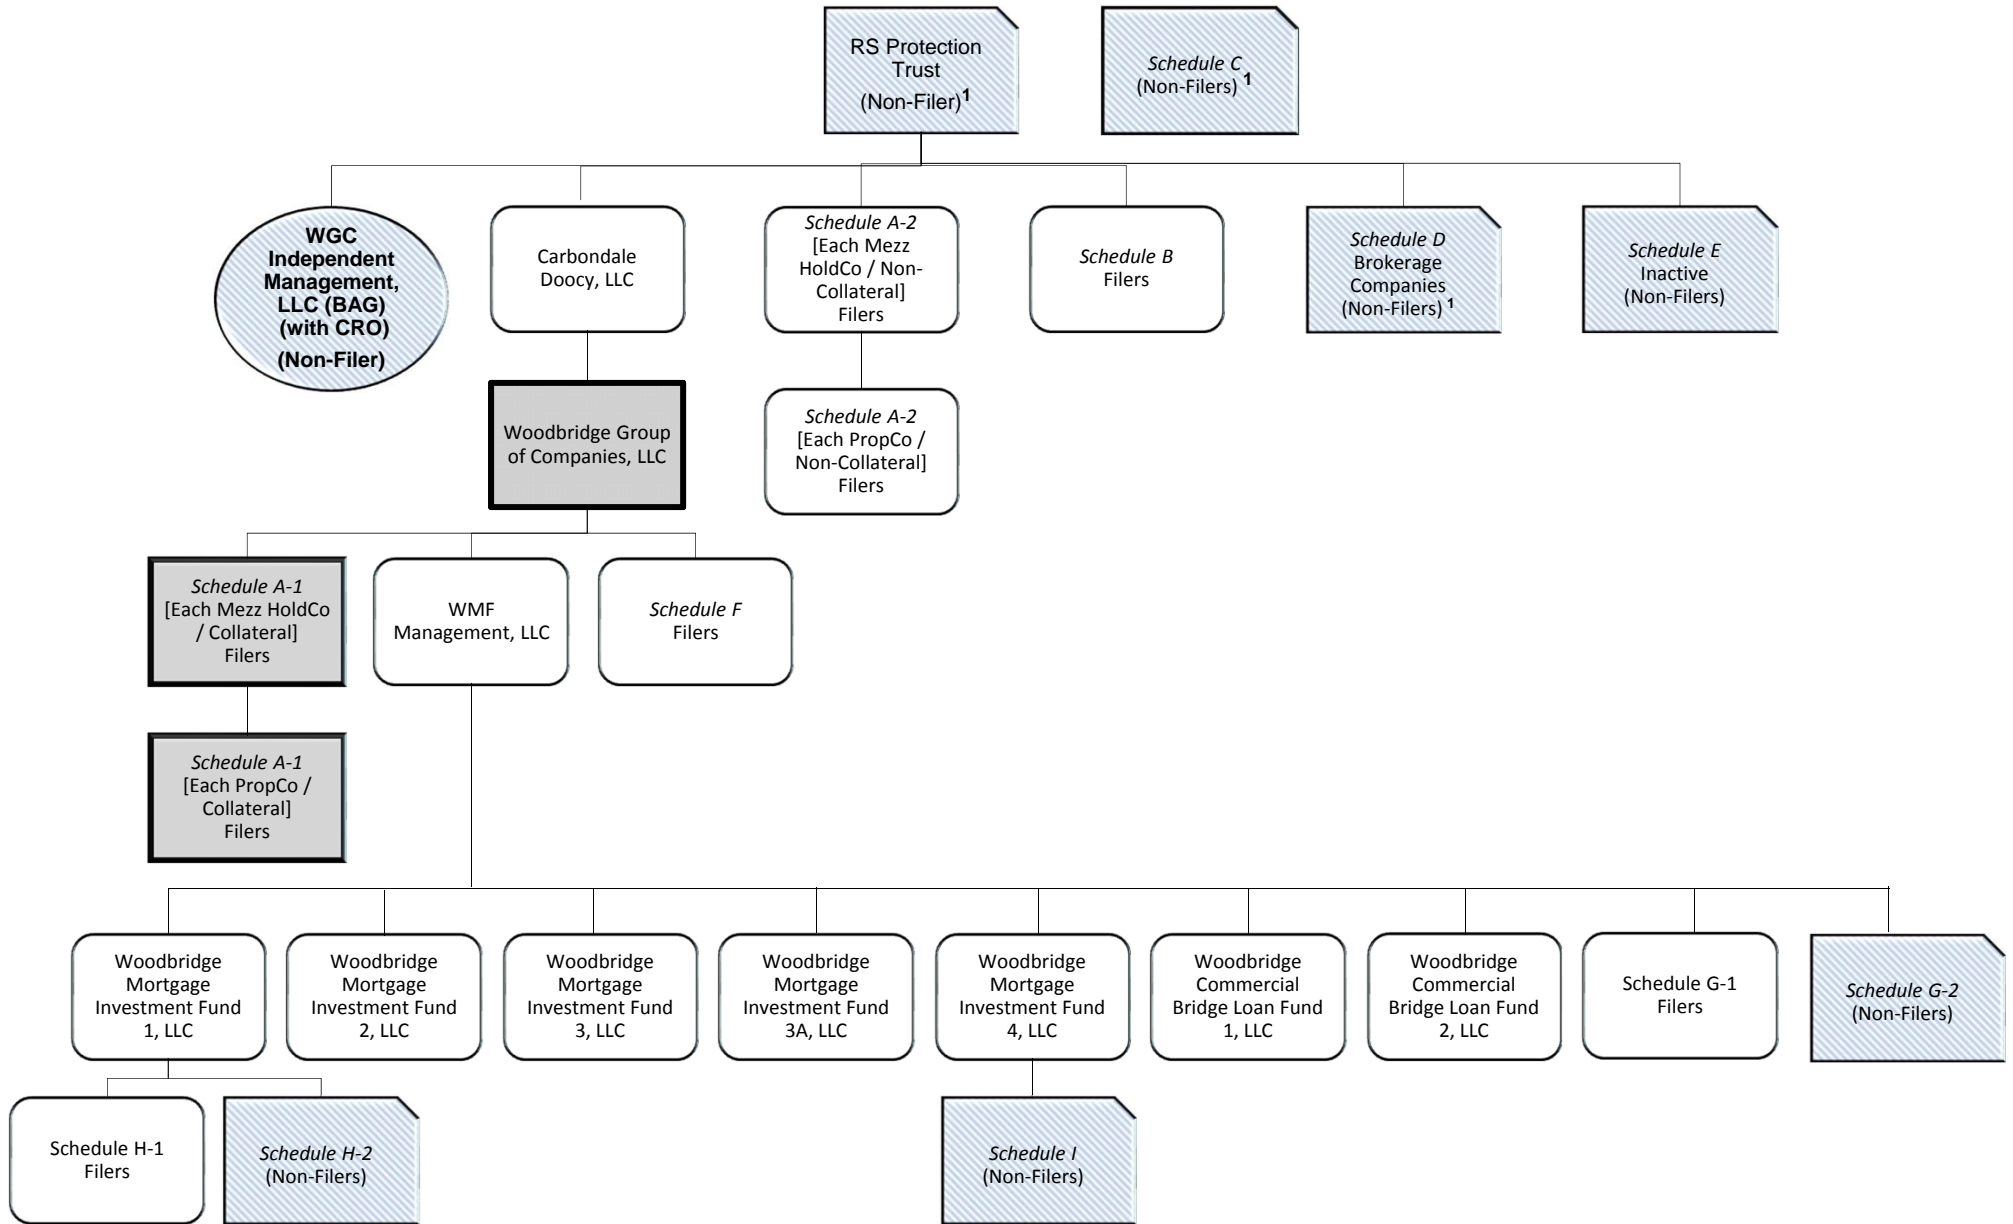 RS Protection
Trust
(Non-Filer)1
Schedule C
(Non-Filers) 1
WGC
Independent
Management,
LLC (BAG)
(with CRO)
(Non-Filer)
Carbondale
Doocy, LLC
Schedule A-2
[Each Mezz
HoldCo / Non-
Collateral]
Filers
Schedule B
Filers
Schedule D
Brokerage
Companies
(Non-Filers) 1
Schedule E
Inactive
(Non-Filers)
Woodbridge Group
of Companies, LLC
Schedule A-2
[Each PropCo /
Non-Collateral]
Filers
Schedule A-1
[Each Mezz HoldCo
/ Collateral]
Filers
WMF
Management, LLC
Schedule F
Filers
Schedule A-1
[Each PropCo /
Collateral]
Filers
Woodbridge
Mortgage
Investment Fund
1, LLC
Woodbridge
Mortgage
Investment Fund
2, LLC
Woodbridge
Mortgage
Investment Fund
3, LLC
Woodbridge
Mortgage
Investment Fund
3A, LLC
Woodbridge
Mortgage
Investment Fund
4, LLC
Woodbridge
Commercial
Bridge Loan Fund
1, LLC
Woodbridge
Commercial
Bridge Loan Fund
2, LLC
Schedule G-1
Filers
Schedule G-2
(Non-Filers)
Schedule H-1
Filers
Schedule H-2
(Non-Filers)
Schedule I
(Non-Filers)